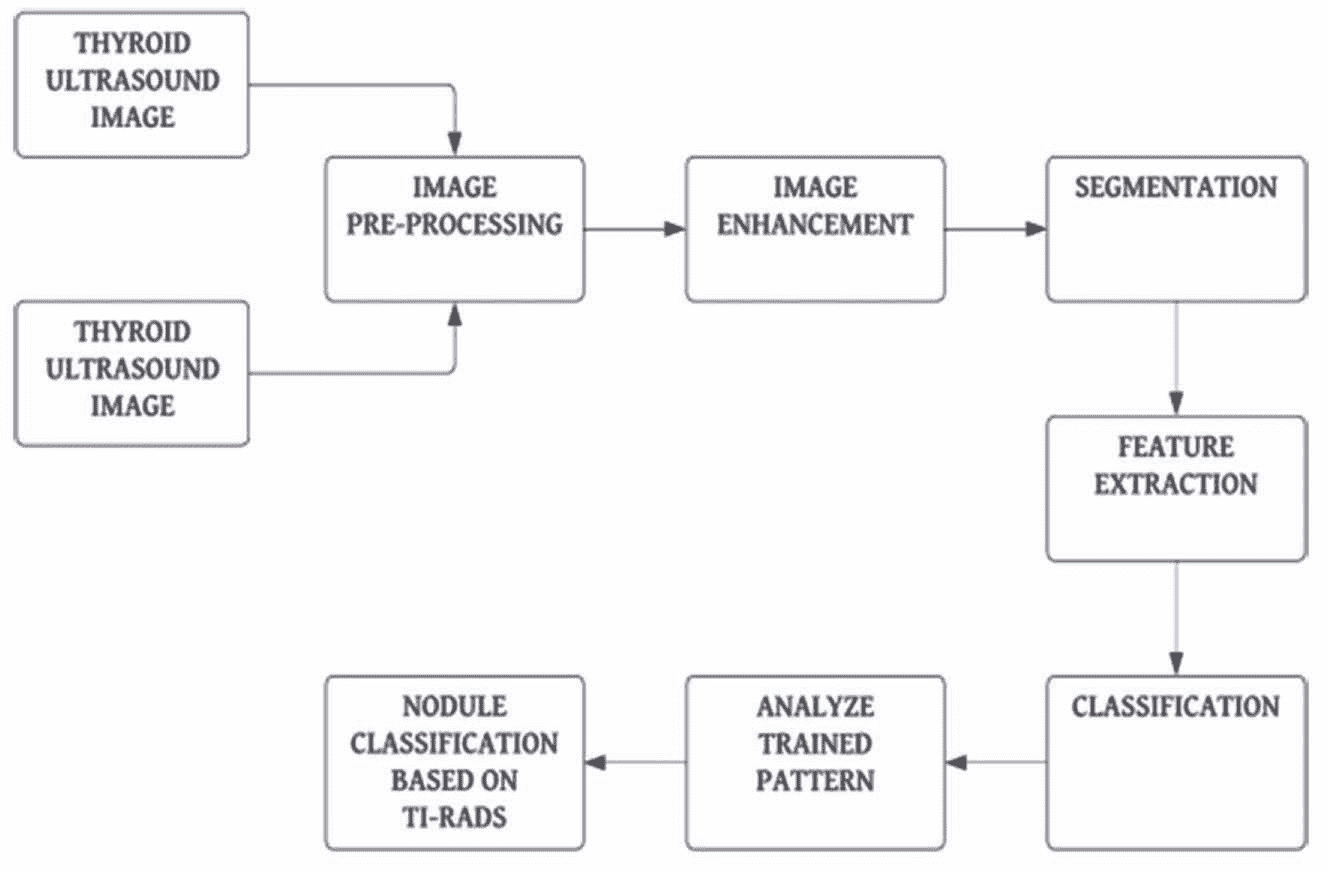 THYROID
ULTRASOUND
IMAGE
IMAGE
PRE-PROCESSING
IMAGE
ENHANCEMENT
SEGMENTATION
THYROID
ULTRASOUND
IMAGE
FEATURE
EXTRACTION
CLASSIFICATION
ANALYZE
TRAINED
PATTERN
NODULE
CLASSIFICATION
BASED ON
TI-RADS